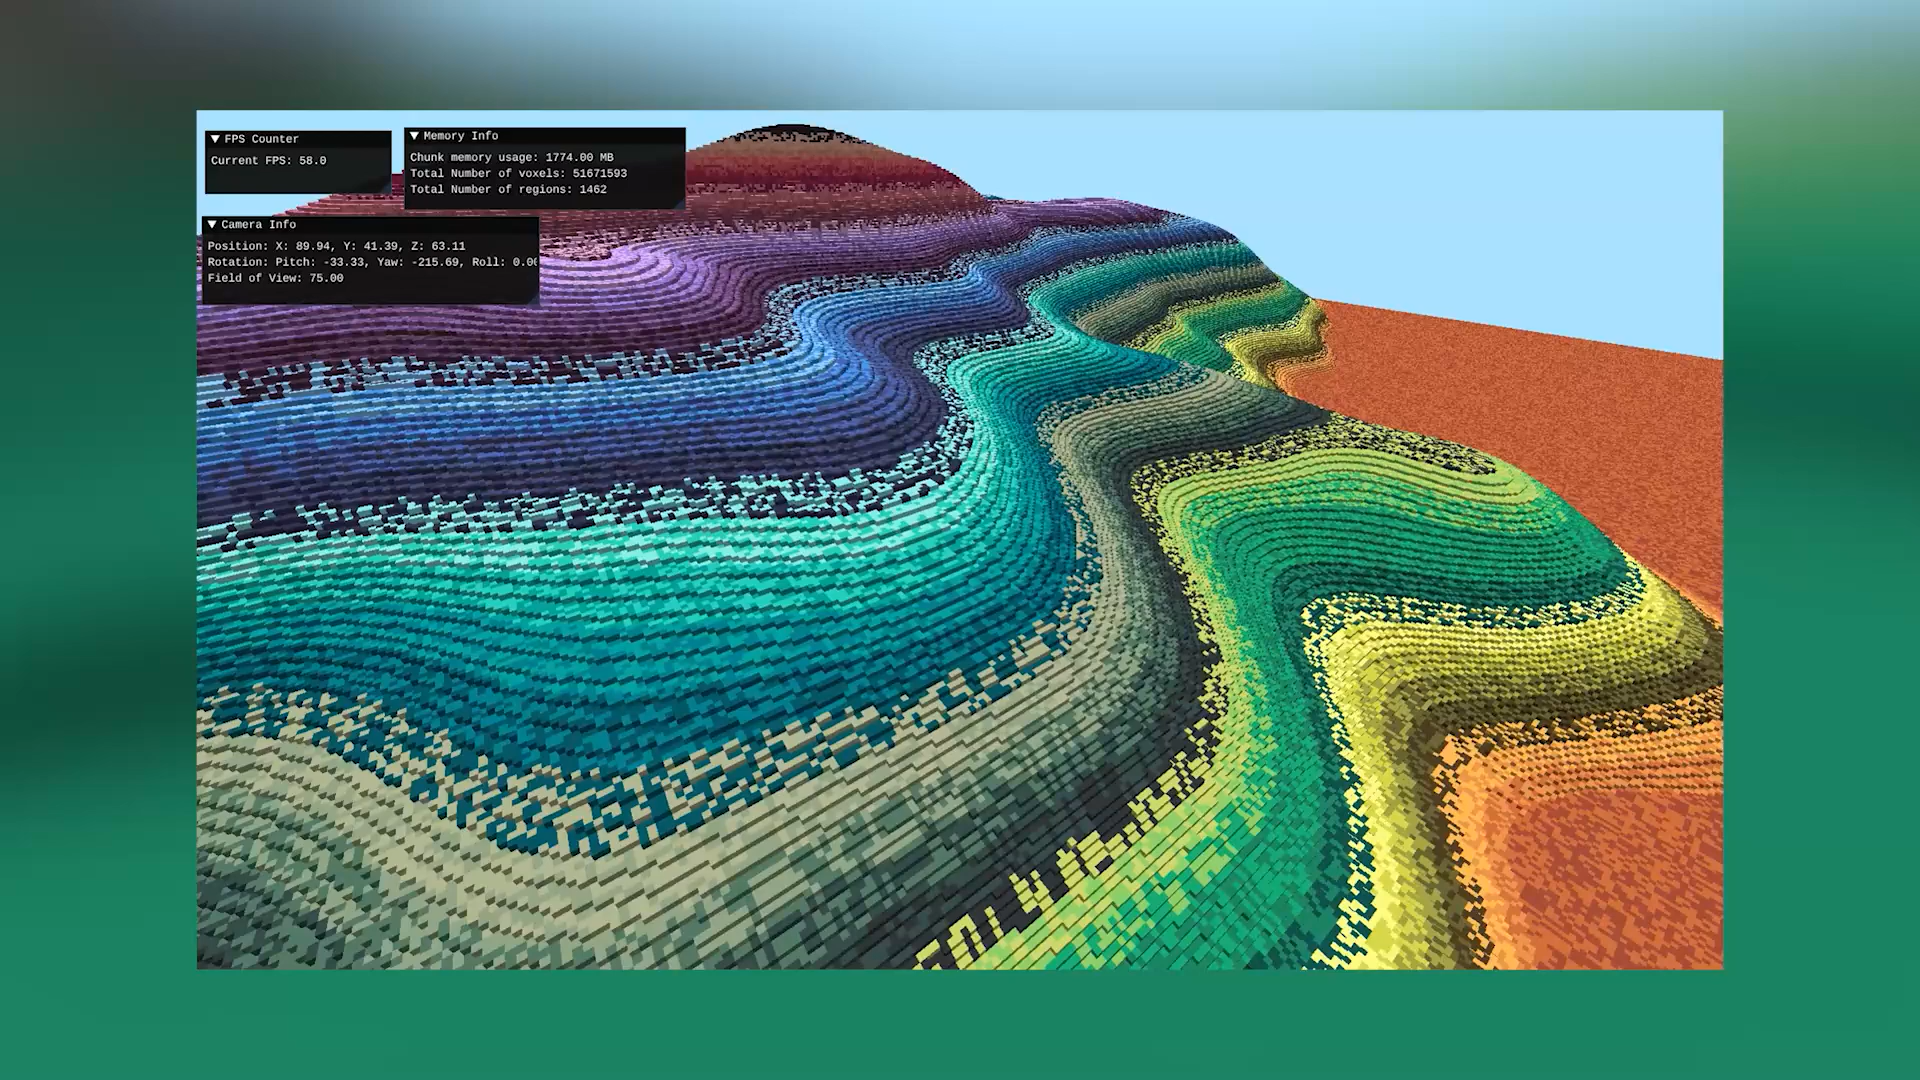 FPS Counter
Current FPS: 58.0
Memory Info
Chunk memory usage: 1774.00 MB
Total Number of voxels: 51671593
Total Number of regions: 1462
Camera Info
Position: X: 89.94, Y: 41.39, Z: 63.11
Rotation: Pitch: -33.33, Yaw: -215.69, Roll: 0.00
Field of View: 75.00